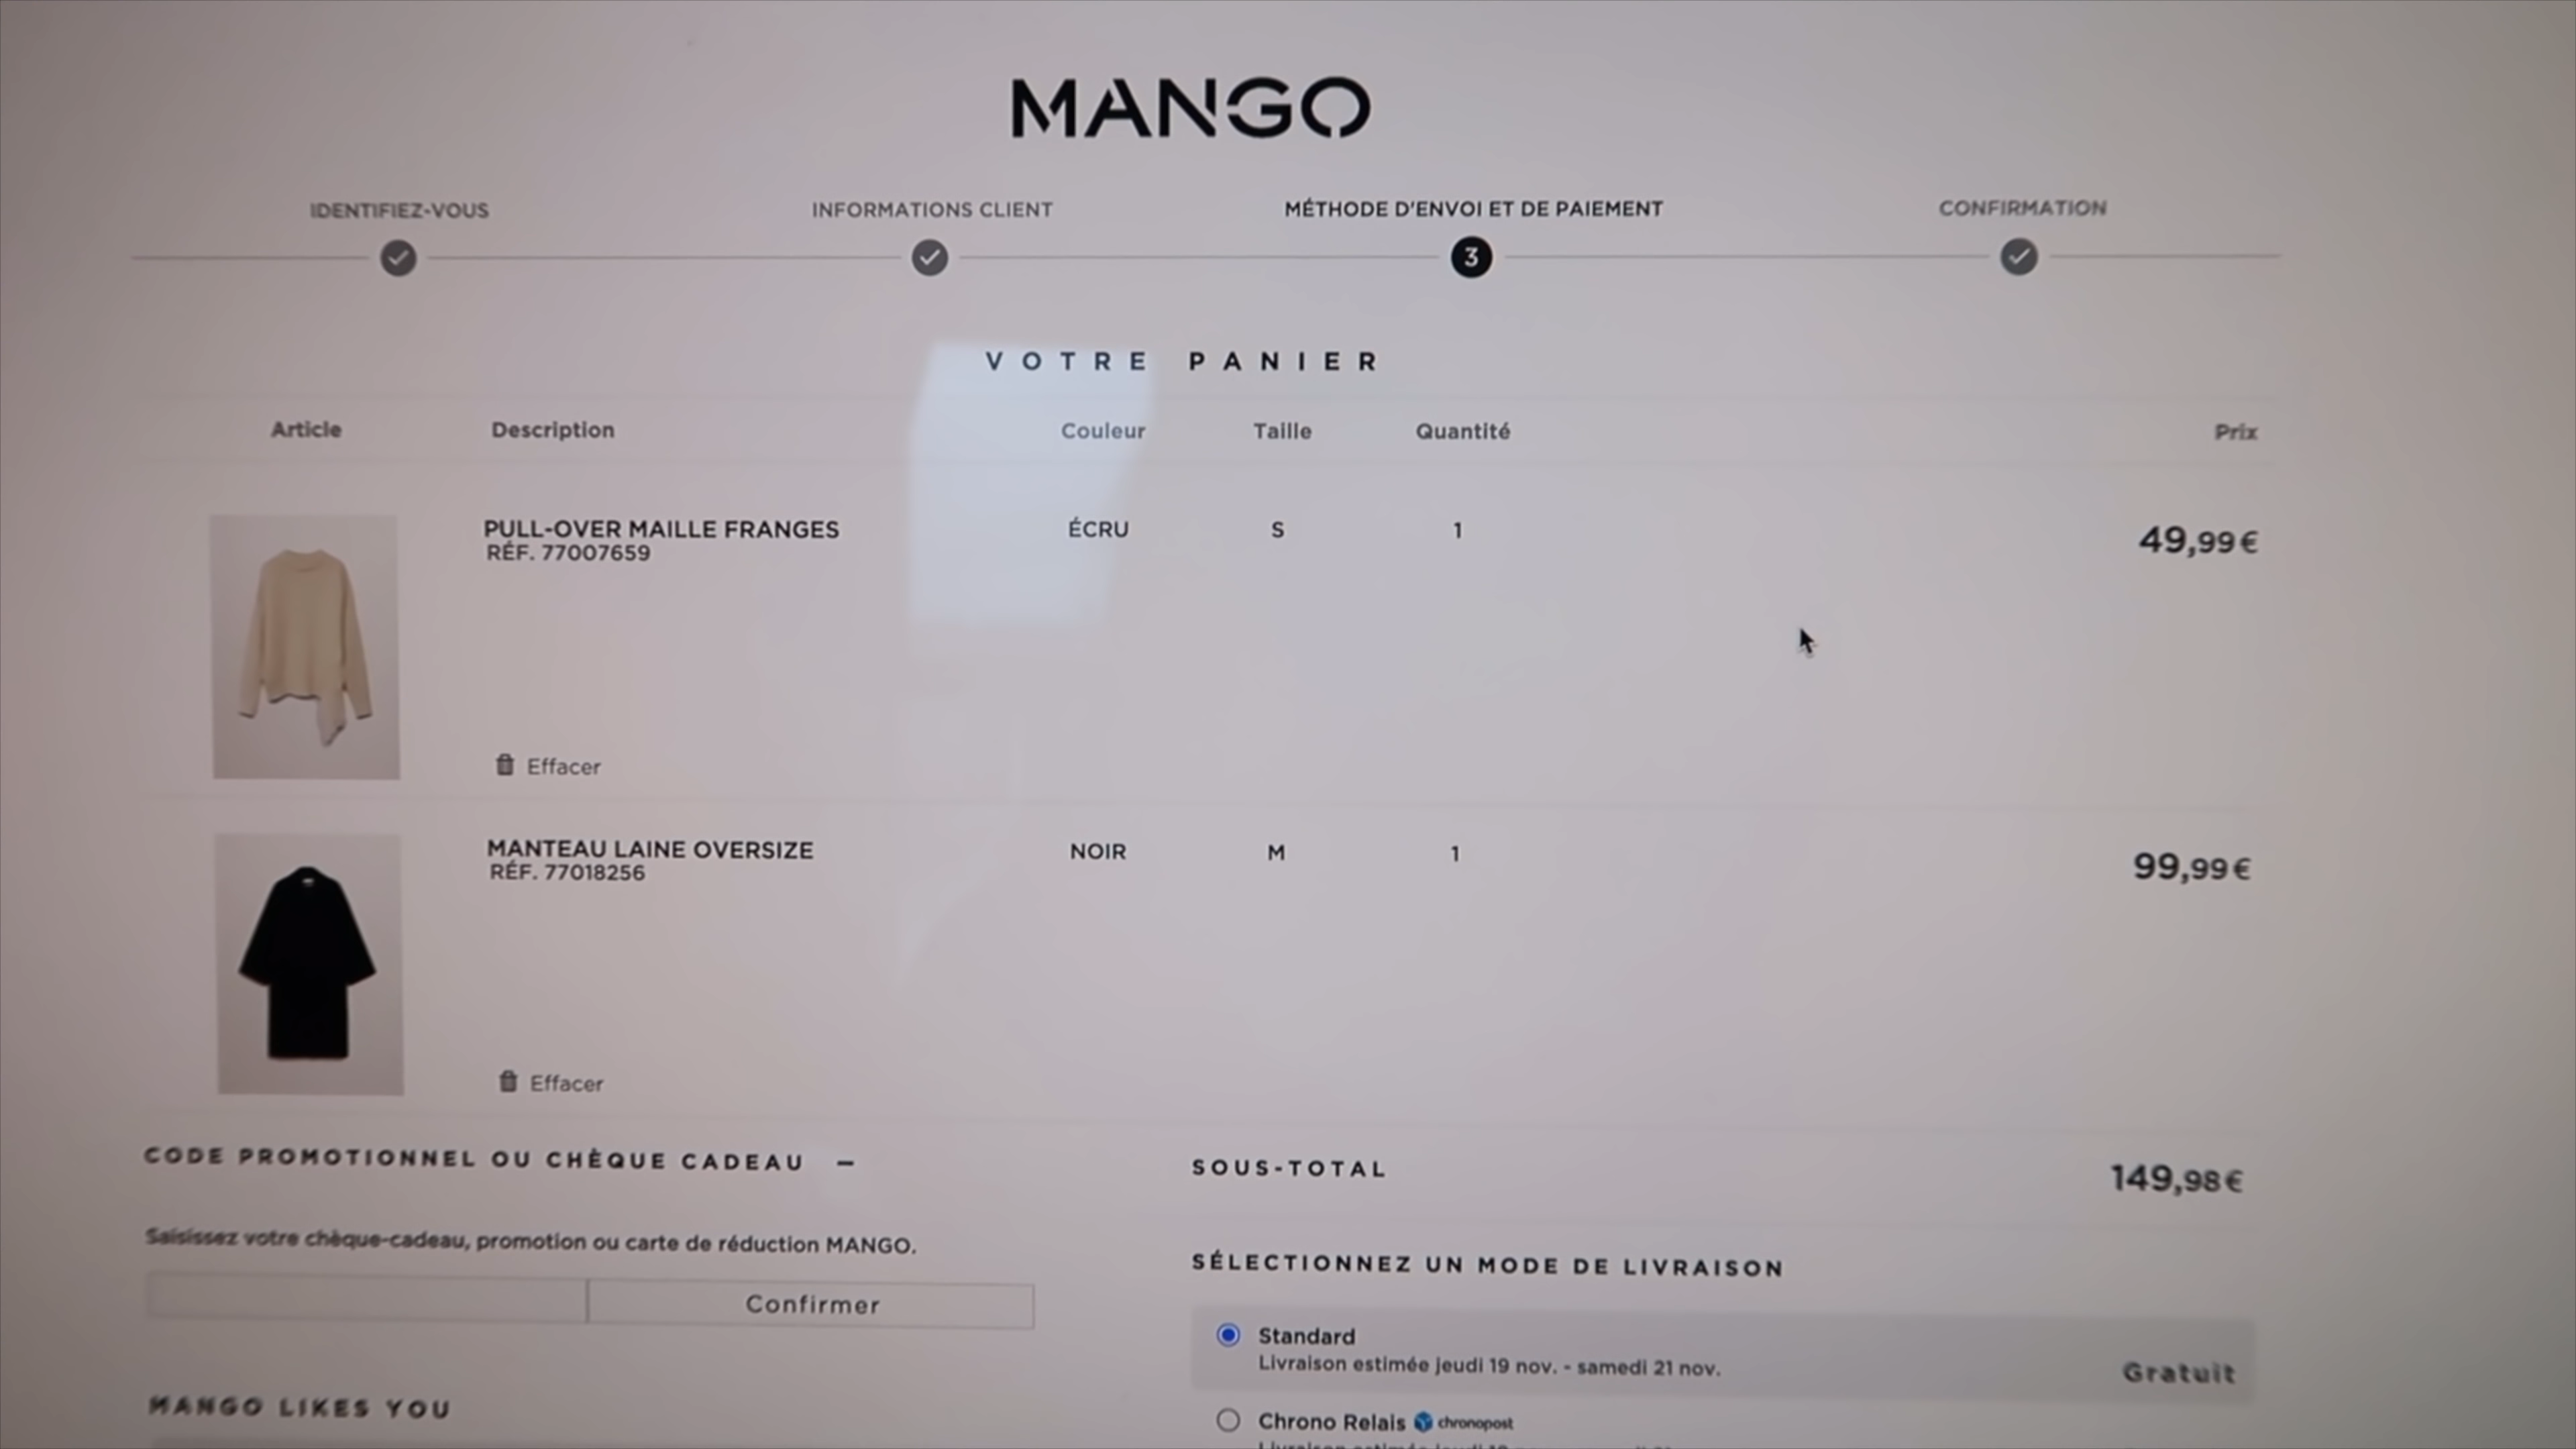 MANGO
IDENTIFIEZ-VOUS INFORMATIONS CLIENT MÉTHODE D'ENVOI ET DE PAIEMENT CONFIRMATION
3
VOTRE PANIER
Article Description Couleur Taille Quantité Prix
PULL-OVER MAILLE FRANGES ÉCRU S 1 49,99€
RÉF. 77007659
Effacer
MANTEAU LAINE OVERSIZE NOIR M 1 99,99€
RÉF. 77018256
Effacer
CODE PROMOTIONNEL OU CHÈQUE CADEAU –
Saisissez votre chèque-cadeau, promotion ou carte de réduction MANGO.
Confirmer
MANGO LIKES YOU
SOUS-TOTAL 149,98€
SÉLECTIONNEZ UN MODE DE LIVRAISON
Standard
Livraison estimée jeudi 19 nov. - samedi 21 nov. Gratuit
Chrono Relais chronopost